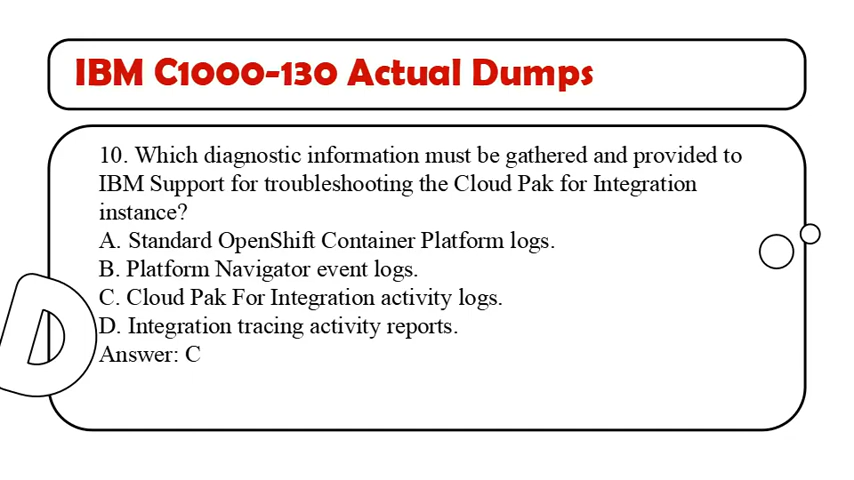 IBM C1000-130 Actual Dumps
10. Which diagnostic information must be gathered and provided to
IBM Support for troubleshooting the Cloud Pak for Integration
instance?
A. Standard OpenShift Container Platform logs.
B. Platform Navigator event logs.
C. Cloud Pak For Integration activity logs.
D. Integration tracing activity reports.
Answer: C
D